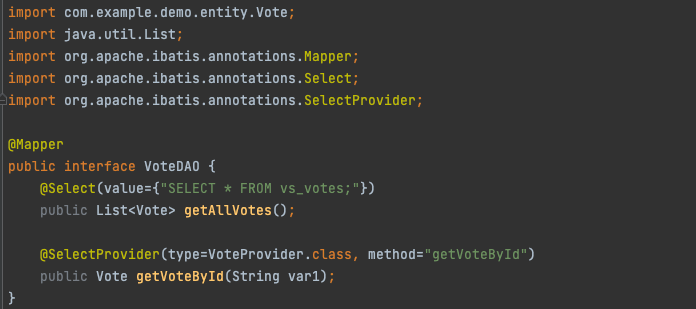 import com.example.demo.entity.Vote;
import java.util.List;
import org.apache.ibatis.annotations.Mapper;
import org.apache.ibatis.annotations.Select;
import org.apache.ibatis.annotations.SelectProvider;

@Mapper
public interface VoteDAO {
    @Select(value={"SELECT * FROM vs_votes;"})
    public List<Vote> getAllVotes();

    @SelectProvider(type=VoteProvider.class, method="getVoteById")
    public Vote getVoteById(String var1);
}